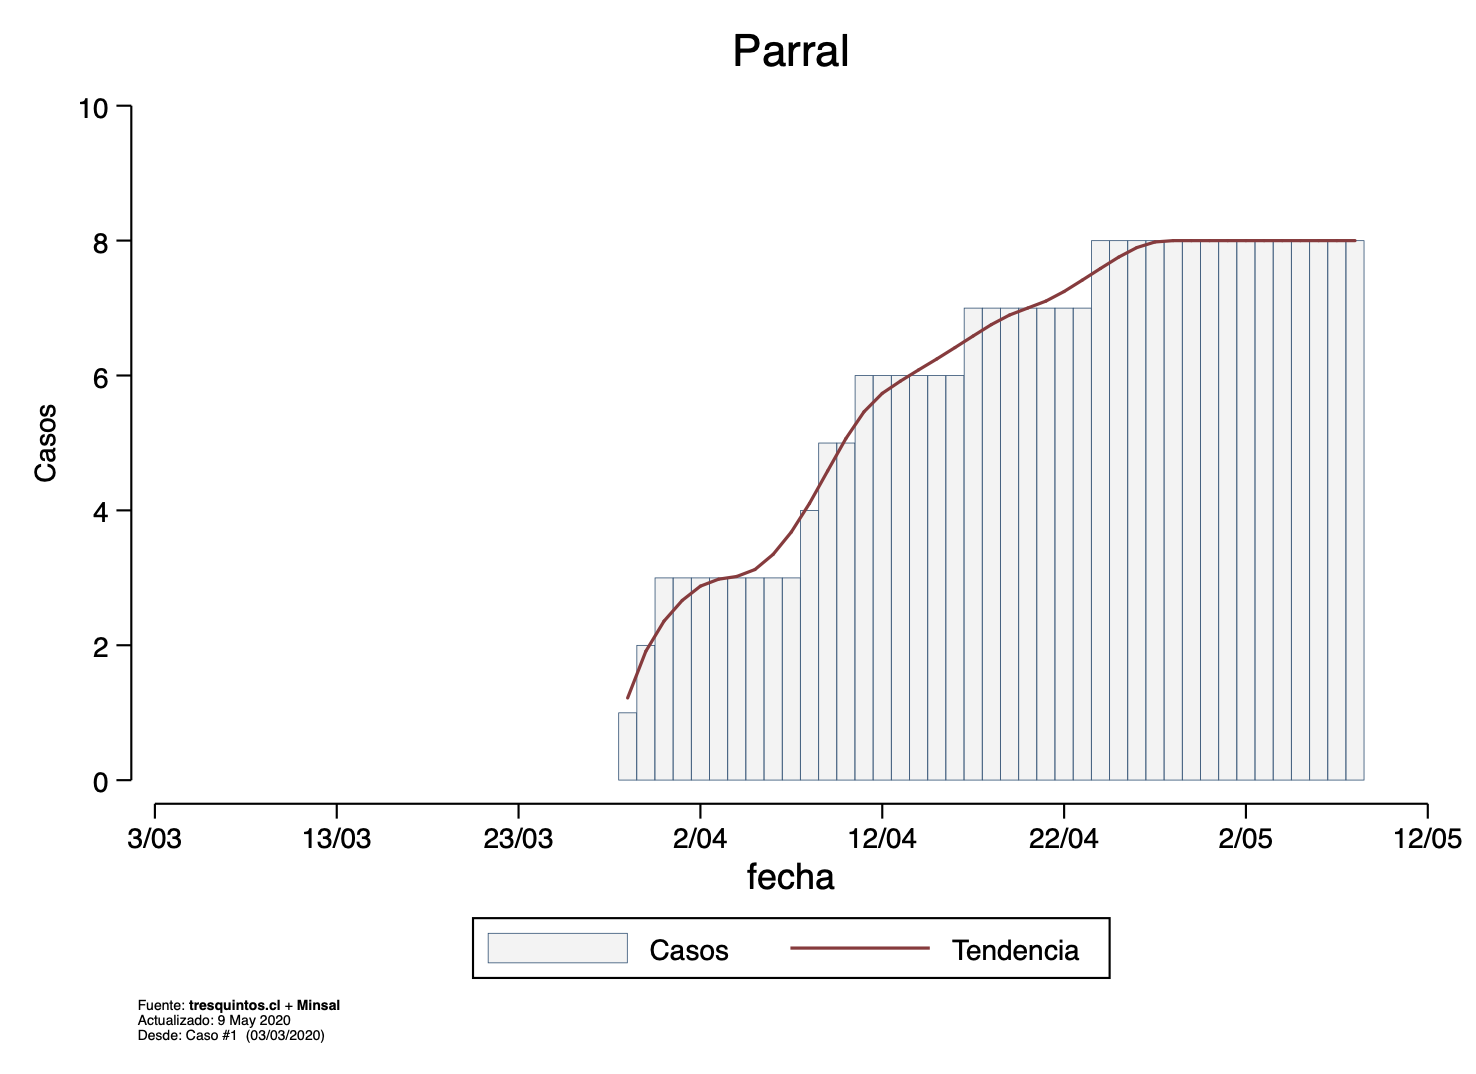 Parral
10
8
6
4
2
0
Casos
3/03 13/03 23/03 2/04 12/04 22/04 2/05 12/05
fecha
Casos Tendencia
Fuente: tresquintos.cl + Minsal
Actualizado: 9 May 2020
Desde: Caso #1 (03/03/2020)